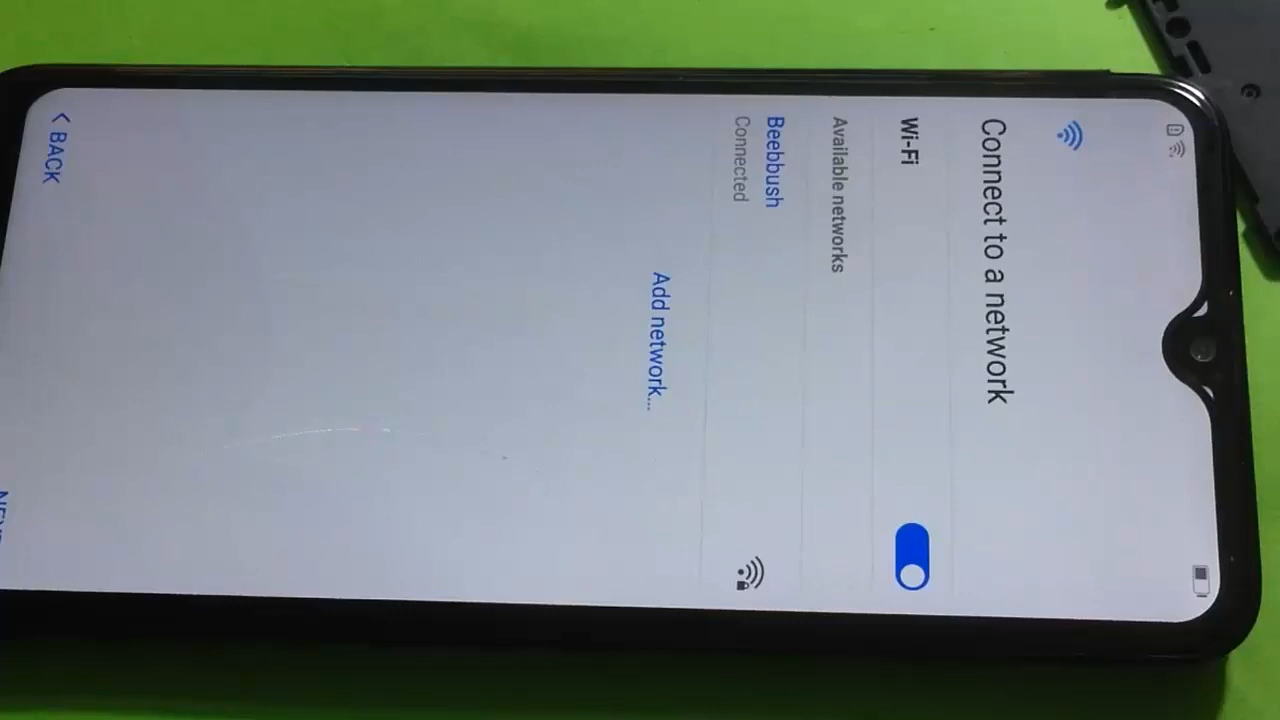 Connect to a network
Wi-Fi
Available networks
Beebbush
Connected
Add network...
< BACK